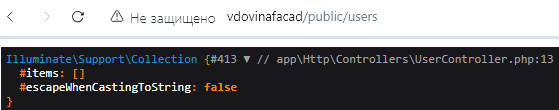 Не защищено vdovinafacad/public/users
Illuminate\Support\Collection {#413 ▼ // app\Http\Controllers\UserController.php:13
#items: []
#escapeWhenCastingToString: false
}